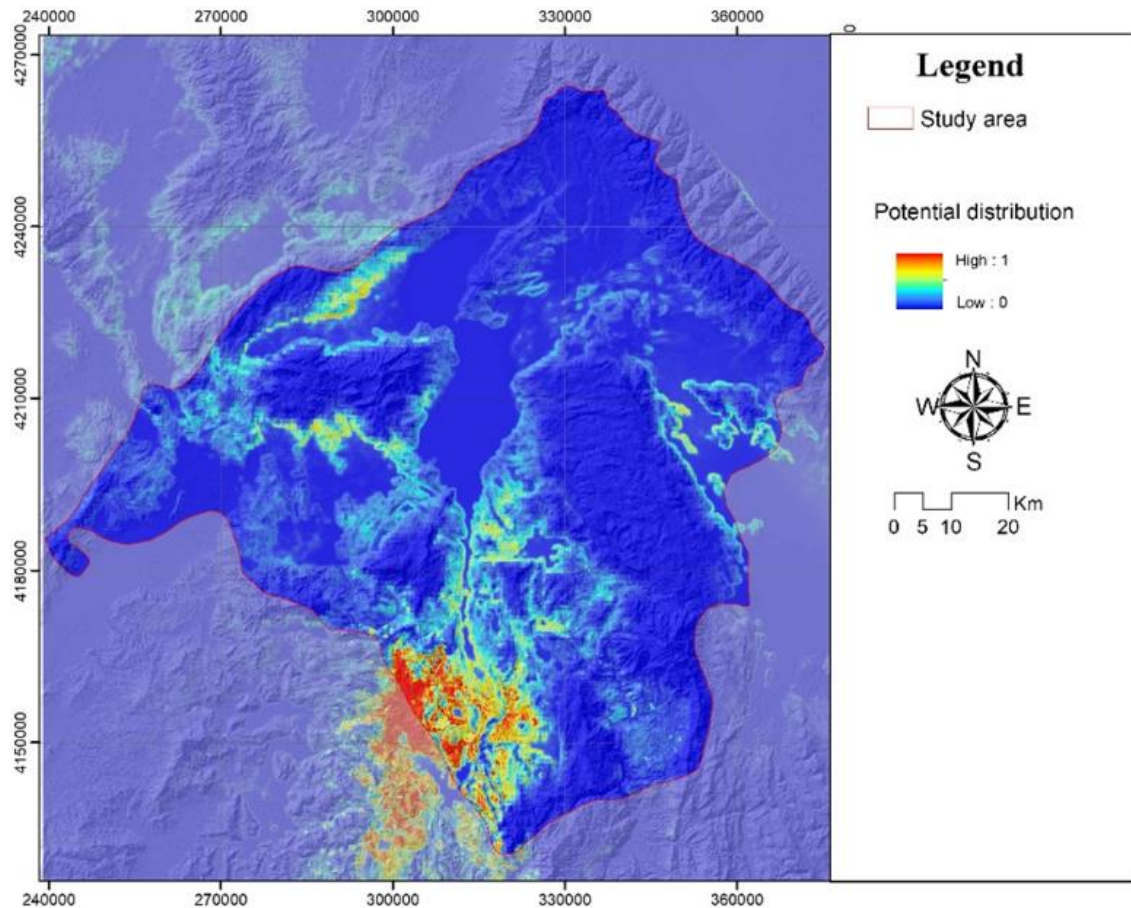 240000 270000 300000 330000 360000
4270000
4240000
4210000
4180000
4150000
240000 270000 300000 330000 360000
0
Legend
Study area
Potential distribution
High : 1
Low : 0
N
W E
S
Km
0 5 10 20